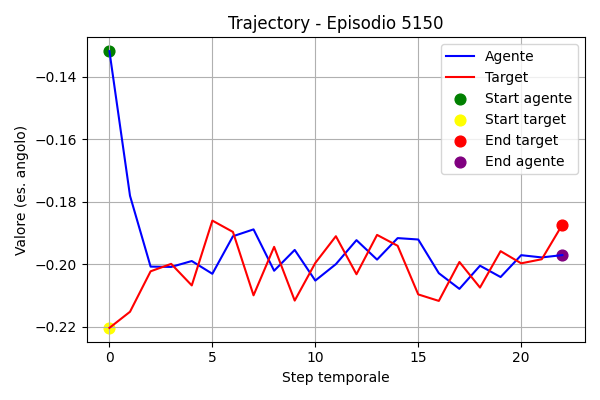 Trajectory - Episodio 5150
Agente
Target
Start agente
Start target
End target
End agente
Valore (es. angolo)
−0.14
−0.16
−0.18
−0.20
−0.22
0
5
10
15
20
Step temporale